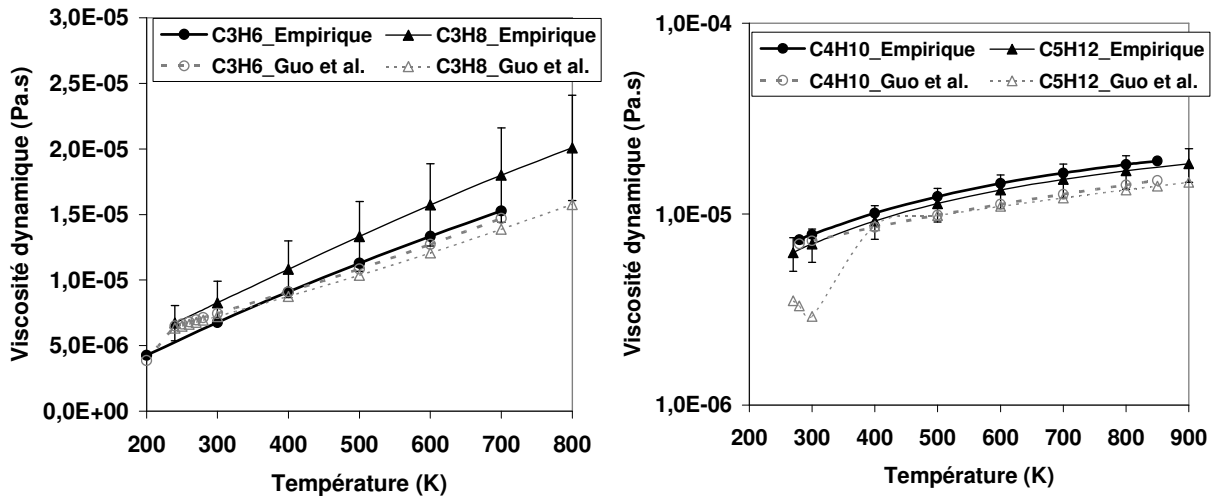 3,0E-05
2,5E-05
2,0E-05
1,5E-05
1,0E-05
5,0E-06
0,0E+00
Viscosité dynamique (Pa.s)
C3H6_Empirique C3H8_Empirique
C3H6_Guo et al. C3H8_Guo et al.
200 300 400 500 600 700 800
Température (K)
1,0E-04
1,0E-05
1,0E-06
Viscosité dynamique (Pa.s)
C4H10_Empirique C5H12_Empirique
C4H10_Guo et al. C5H12_Guo et al.
200 300 400 500 600 700 800 900
Température (K)